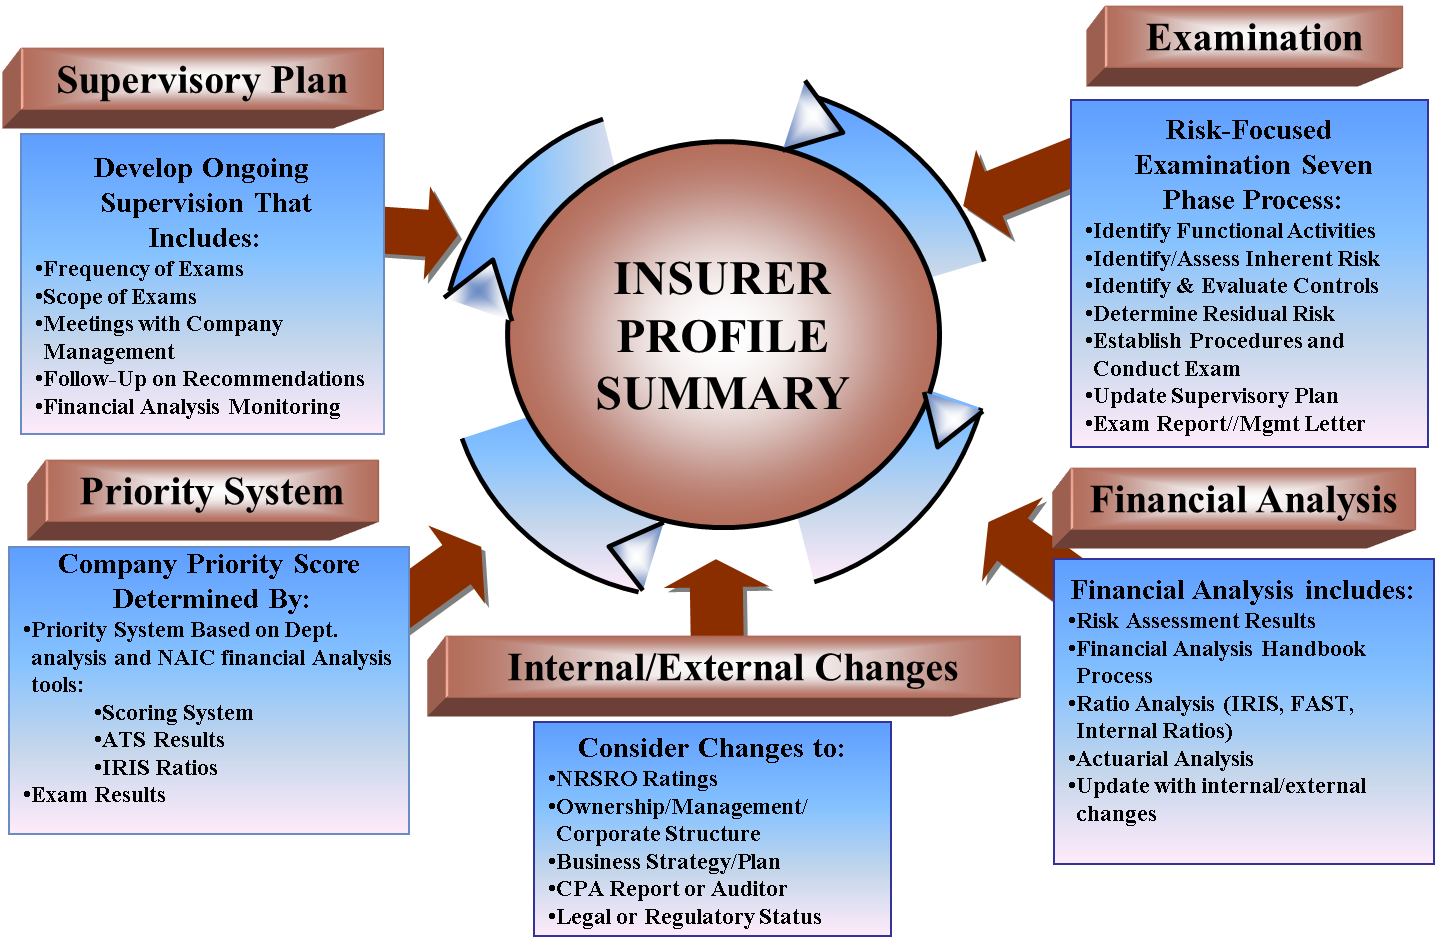 Supervisory Plan
Develop Ongoing
Supervision That
Includes:
•Frequency of Exams
•Scope of Exams
•Meetings with Company
Management
•Follow-Up on Recommendations
•Financial Analysis Monitoring
Examination
Risk-Focused
Examination Seven
Phase Process:
•Identify Functional Activities
•Identify/Assess Inherent Risk
•Identify & Evaluate Controls
•Determine Residual Risk
•Establish Procedures and
Conduct Exam
•Update Supervisory Plan
•Exam Report//Mgmt Letter
INSURER
PROFILE
SUMMARY
Priority System
Company Priority Score
Determined By:
•Priority System Based on Dept.
analysis and NAIC financial Analysis
tools:
•Scoring System
•ATS Results
•IRIS Ratios
•Exam Results
Internal/External Changes
Consider Changes to:
•NRSRO Ratings
•Ownership/Management/
Corporate Structure
•Business Strategy/Plan
•CPA Report or Auditor
•Legal or Regulatory Status
Financial Analysis
Financial Analysis includes:
•Risk Assessment Results
•Financial Analysis Handbook
Process
•Ratio Analysis (IRIS, FAST,
Internal Ratios)
•Actuarial Analysis
•Update with internal/external
changes